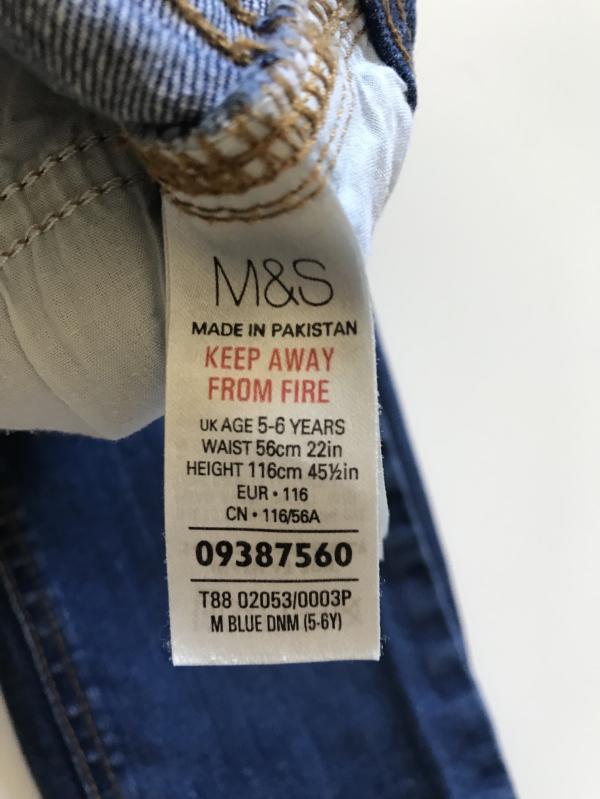 M&S
MADE IN PAKISTAN
KEEP AWAY
FROM FIRE
UK AGE 5-6 YEARS
WAIST 56cm 22in
HEIGHT 116cm 45½in
EUR • 116
CN • 116/56A
09387560
T88 02053/0003P
M BLUE DNM (5-6Y)